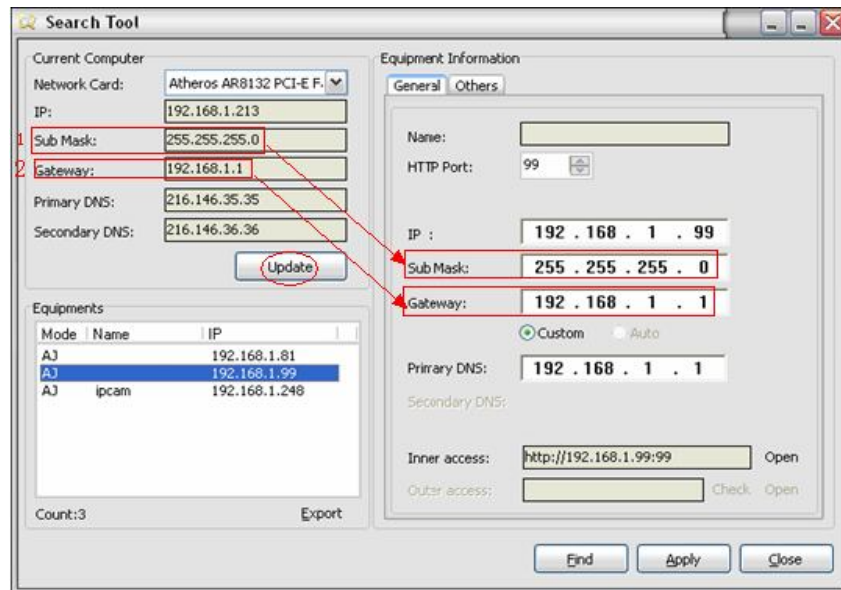 Search Tool
Current Computer
Network Card: Atheros AR8132 PCI-E F.
IP: 192.168.1.213
1 Sub Mask: 255.255.255.0
2 Gateway: 192.168.1.1
Primary DNS: 216.146.35.35
Secondary DNS: 216.146.36.36
Update
Equipments
Mode Name IP
AJ 192.168.1.81
AJ 192.168.1.99
AJ ipcam 192.168.1.248
Count:3 Export
Equipment Information
General Others
Name:
HTTP Port: 99
IP : 192 . 168 . 1 . 99
Sub Mask: 255 . 255 . 255 . 0
Gateway: 192 . 168 . 1 . 1
Custom Auto
Primary DNS: 192 . 168 . 1 . 1
Secondary DNS:
Inner access: http://192.168.1.99:99 Open
Outer access: Check Open
Find Apply Close